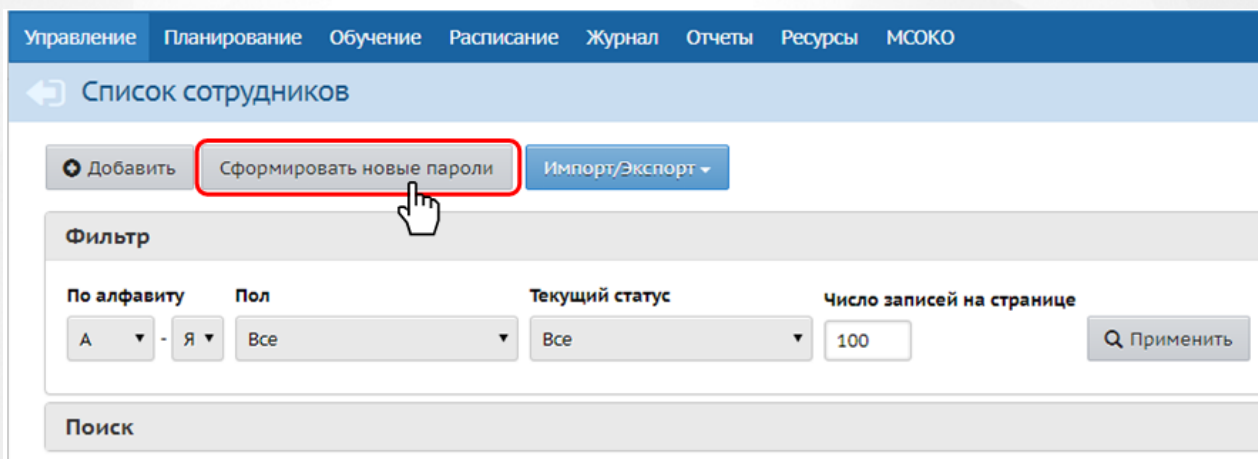 Управление Планирование Обучение Расписание Журнал Отчеты Ресурсы МСОКО
Список сотрудников
Добавить Сформировать новые пароли Импорт/Экспорт
Фильтр
По алфавиту Пол Текущий статус Число записей на странице
А - Я Все Все 100 Применить
Поиск